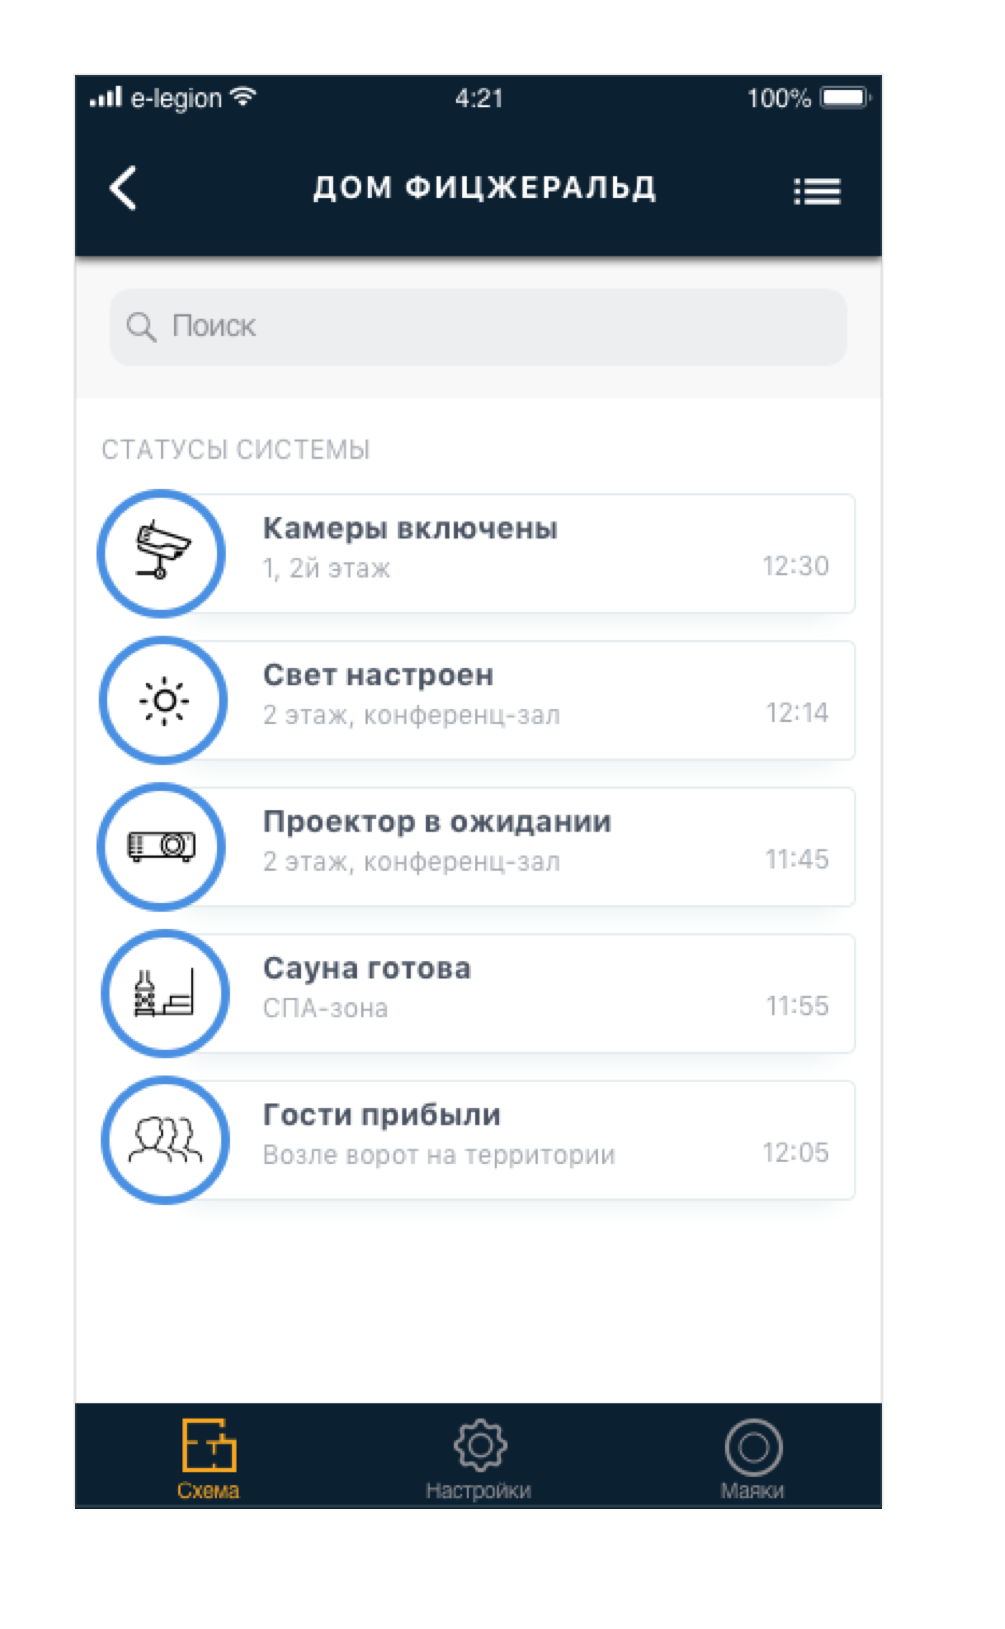 e-legion 4:21 100%
ДОМ ФИЦЖЕРАЛЬД
Поиск
СТАТУСЫ СИСТЕМЫ
Камеры включены
1, 2й этаж 12:30
Свет настроен
2 этаж, конференц-зал 12:14
Проектор в ожидании
2 этаж, конференц-зал 11:45
Сауна готова
СПА-зона 11:55
Гости прибыли
Возле ворот на территории 12:05
Схема Настройки Маяки